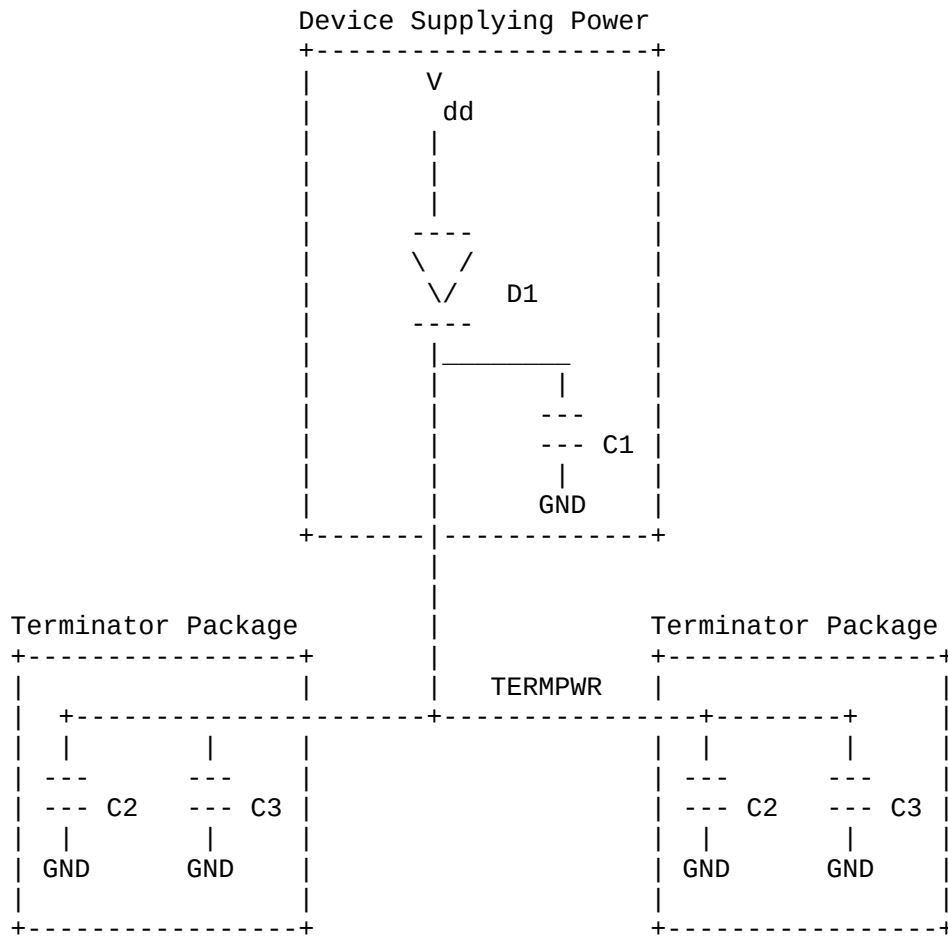 Device Supplying Power
V
dd
D1
C1
GND
Terminator Package Terminator Package
TERMPWR
C2 C3 C2 C3
GND GND GND GND